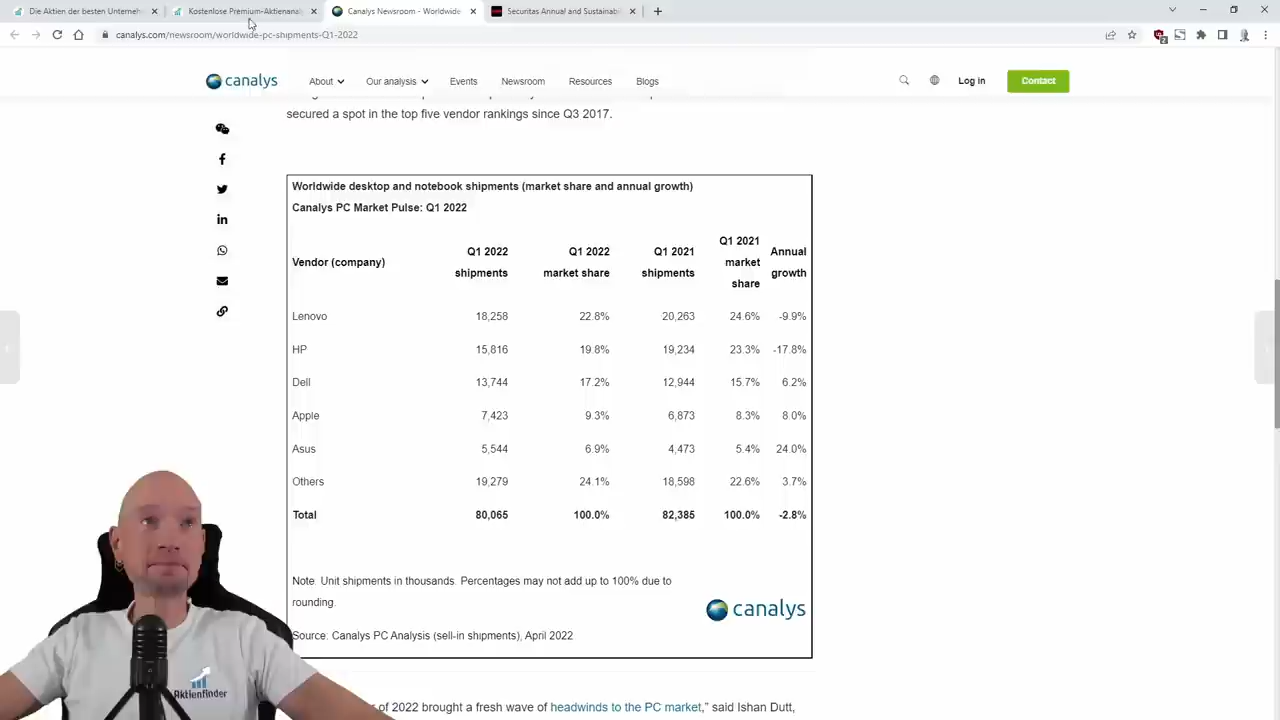 Die Aktien der besten Unterneh
Kostenlose Premium-Aktienanal
Canalys Newsroom - Worldwide
Securitas Annual and Sustainabil
canalys.com/newsroom/worldwide-pc-shipments-Q1-2022
canalys
About
Our analysis
Events
Newsroom
Resources
Blogs
Log in
Contact
secured a spot in the top five vendor rankings since Q3 2017.
Worldwide desktop and notebook shipments (market share and annual growth)
Canalys PC Market Pulse: Q1 2022
Vendor (company) Q1 2022 shipments Q1 2022 market share Q1 2021 shipments Q1 2021 market share Annual growth
Lenovo 18,258 22.8% 20,263 24.6% -9.9%
HP 15,816 19.8% 19,234 23.3% -17.8%
Dell 13,744 17.2% 12,944 15.7% 6.2%
Apple 7,423 9.3% 6,873 8.3% 8.0%
Asus 5,544 6.9% 4,473 5.4% 24.0%
Others 19,279 24.1% 18,598 22.6% 3.7%
Total 80,065 100.0% 82,385 100.0% -2.8%
Note. Unit shipments in thousands. Percentages may not add up to 100% due to
rounding.
canalys
Source: Canalys PC Analysis (sell-in shipments), April 2022
of 2022 brought a fresh wave of headwinds to the PC market,” said Ishan Dutt,
Aktienfinder